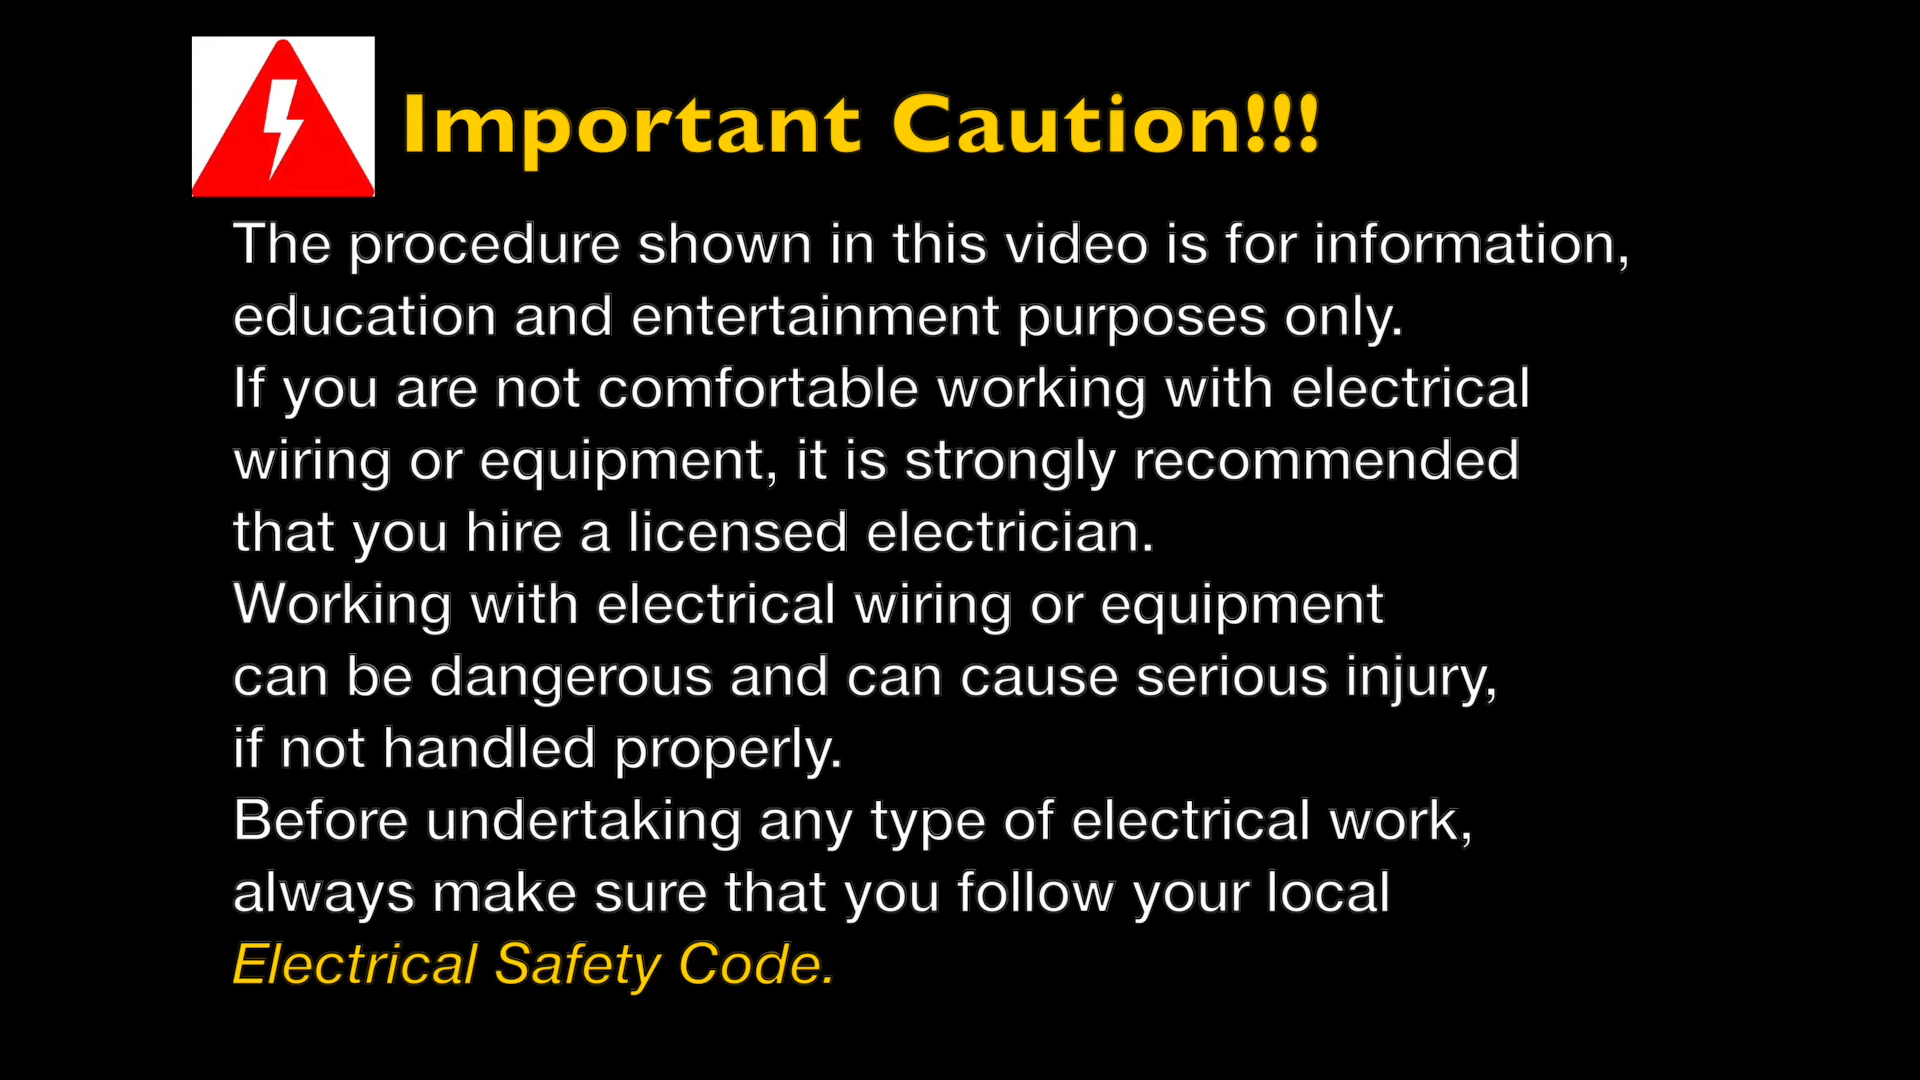 Important Caution!!!
The procedure shown in this video is for information,
education and entertainment purposes only.
If you are not comfortable working with electrical
wiring or equipment, it is strongly recommended
that you hire a licensed electrician.
Working with electrical wiring or equipment
can be dangerous and can cause serious injury,
if not handled properly.
Before undertaking any type of electrical work,
always make sure that you follow your local
Electrical Safety Code.